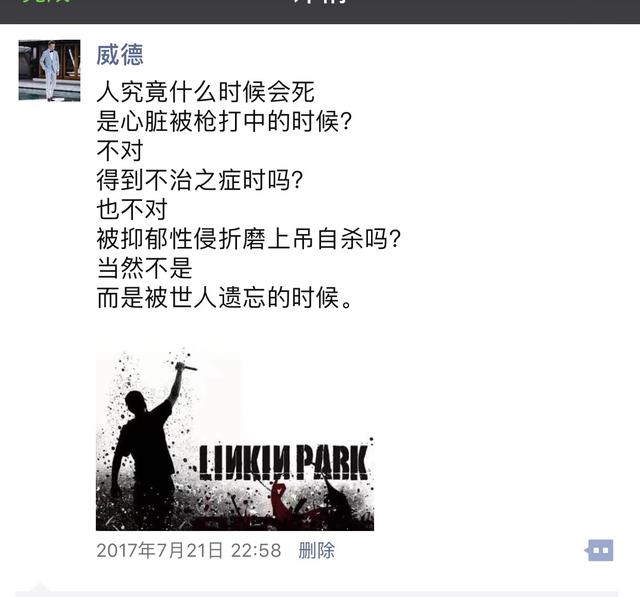 完成
详情
威德
人究竟什么时候会死
是心脏被枪打中的时候?
不对
得到不治之症时吗?
也不对
被抑郁性侵折磨上吊自杀吗?
当然不是
而是被世人遗忘的时候。
LINKIN PARK
2017年7月21日 22:58 删除